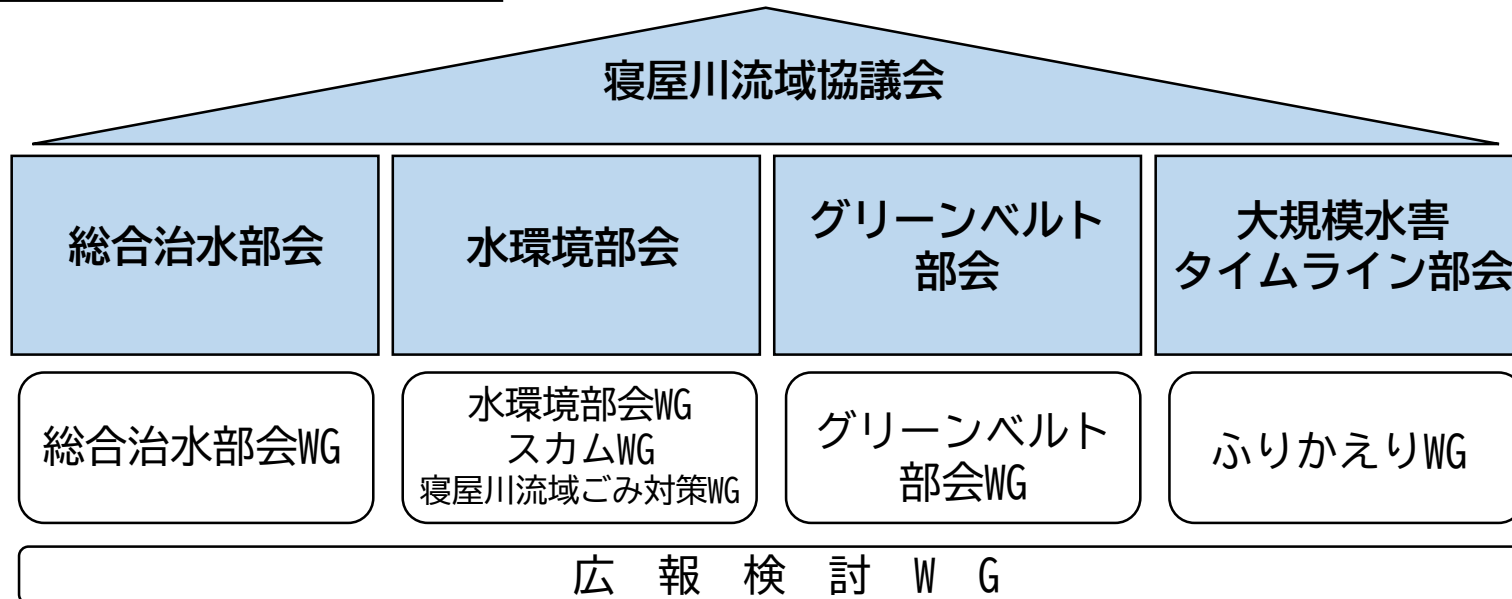 寝屋川流域協議会
総合治水部会
水環境部会
グリーンベルト
部会
大規模水害
タイムライン部会
総合治水部会WG
水環境部会WG
スカムWG
寝屋川流域ごみ対策WG
グリーンベルト
部会WG
ふりかえりWG
広報検討WG